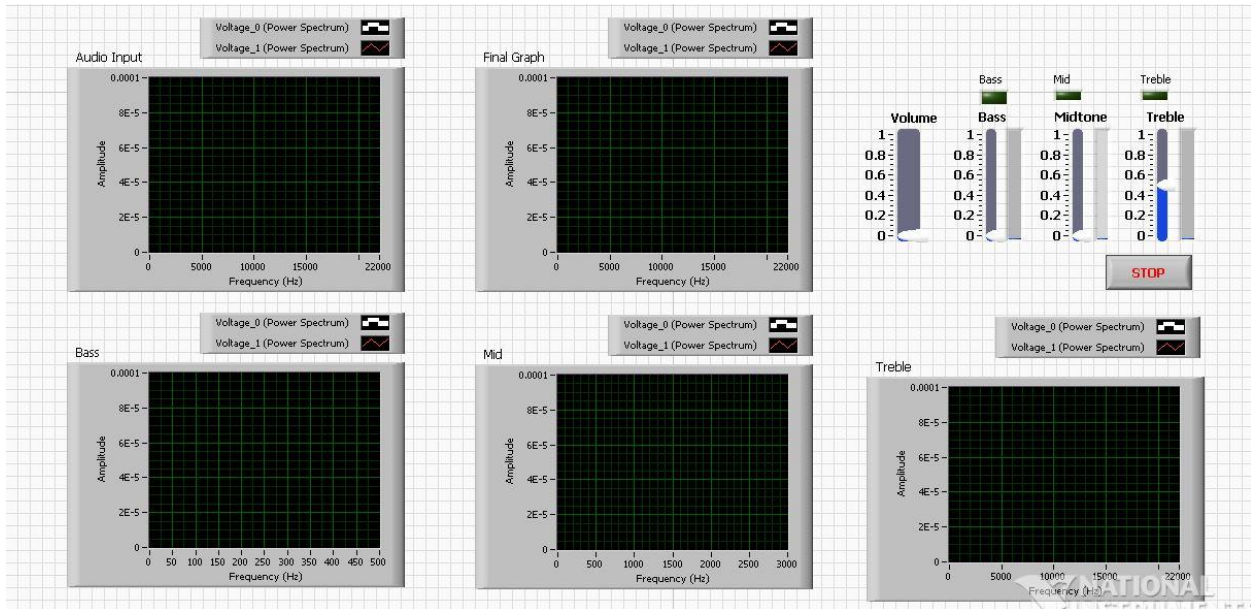 Voltage_0 (Power Spectrum)
Voltage_1 (Power Spectrum)
Audio Input
0.0001
8E-5
6E-5
4E-5
2E-5
0
Amplitude
0 5000 10000 15000 22000
Frequency (Hz)
Voltage_0 (Power Spectrum)
Voltage_1 (Power Spectrum)
Final Graph
0.0001
8E-5
6E-5
4E-5
2E-5
0
Amplitude
0 5000 10000 15000 22000
Frequency (Hz)
Bass Mid Treble
Volume Bass Midtone Treble
1 1 1 1
0.8 0.8 0.8 0.8
0.6 0.6 0.6 0.6
0.4 0.4 0.4 0.4
0.2 0.2 0.2 0.2
0 0 0 0
STOP
Voltage_0 (Power Spectrum)
Voltage_1 (Power Spectrum)
Bass
0.0001
8E-5
6E-5
4E-5
2E-5
0
Amplitude
0 50 100 150 200 250 300 350 400 450 500
Frequency (Hz)
Voltage_0 (Power Spectrum)
Voltage_1 (Power Spectrum)
Mid
0.0001
8E-5
6E-5
4E-5
2E-5
0
Amplitude
0 500 1000 1500 2000 2500 3000
Frequency (Hz)
Voltage_0 (Power Spectrum)
Voltage_1 (Power Spectrum)
Treble
0.0001
8E-5
6E-5
4E-5
2E-5
0
Amplitude
0 5000 10000 15000 22000
Frequency (Hz)
NATIONAL